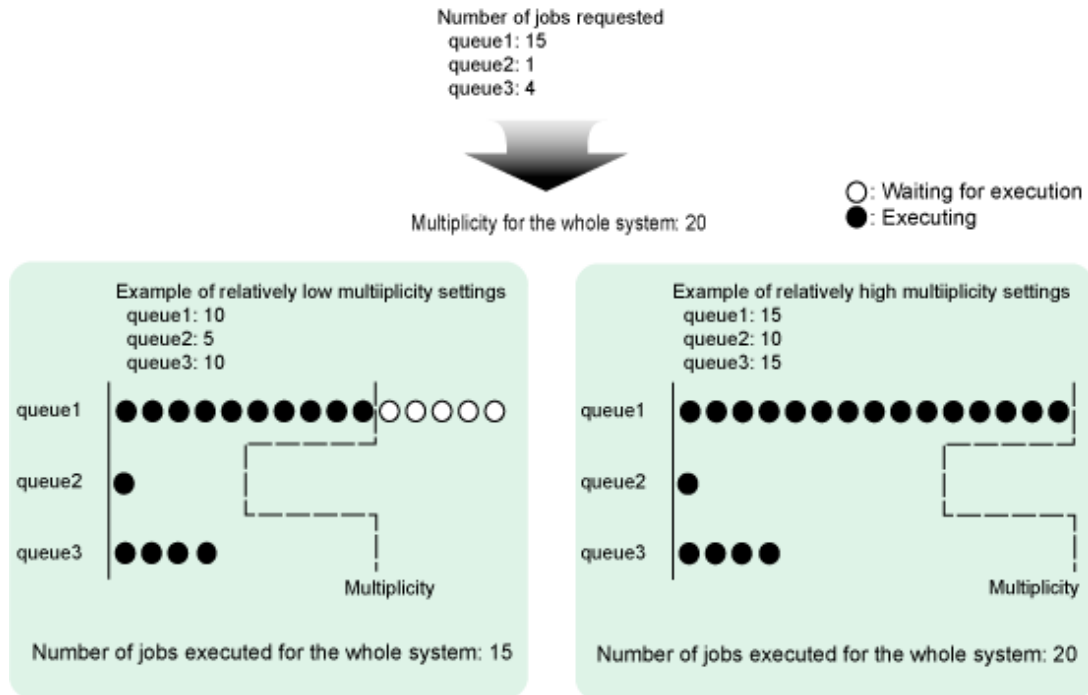 Number of jobs requested
queue1: 15
queue2: 1
queue3: 4
: Waiting for execution
: Executing
Multiplicity for the whole system: 20
Example of relatively low multiiplicity settings
queue1: 10
queue2: 5
queue3: 10
queue1
queue2
queue3
Multiplicity
Number of jobs executed for the whole system: 15
Example of relatively high multiiplicity settings
queue1: 15
queue2: 10
queue3: 15
queue1
queue2
queue3
Multiplicity
Number of jobs executed for the whole system: 20